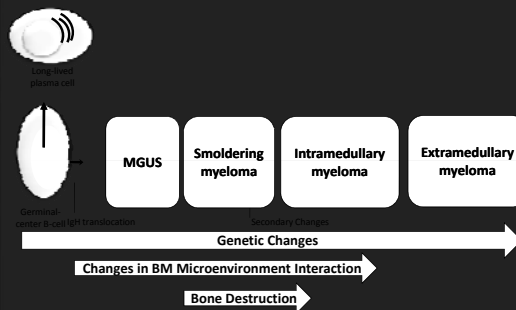 Long-lived
plasma cell
MGUS
Smoldering
myeloma
Intramedullary
myeloma
Extramedullary
myeloma
Germinal-
center B-cell
IgH translocation
Secondary Changes
Genetic Changes
Changes in BM Microenvironment Interaction
Bone Destruction